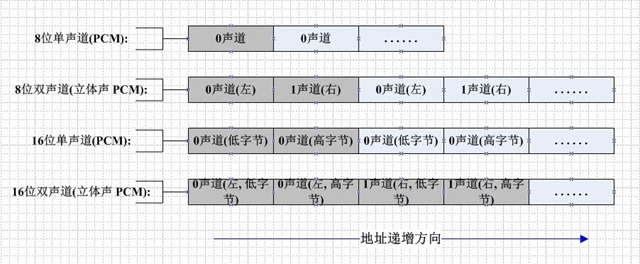 8位单声道(PCM): 0声道 0声道 ......
8位双声道(立体声 PCM): 0声道(左) 1声道(右) 0声道(左) 1声道(右) ......
16位单声道(PCM): 0声道(低字节) 0声道(高字节) 0声道(低字节) 0声道(高字节) ......
16位双声道(立体声 PCM): 0声道(左, 低字节) 0声道(左, 高字节) 1声道(右, 低字节) 1声道(右, 高字节) ......
地址递增方向